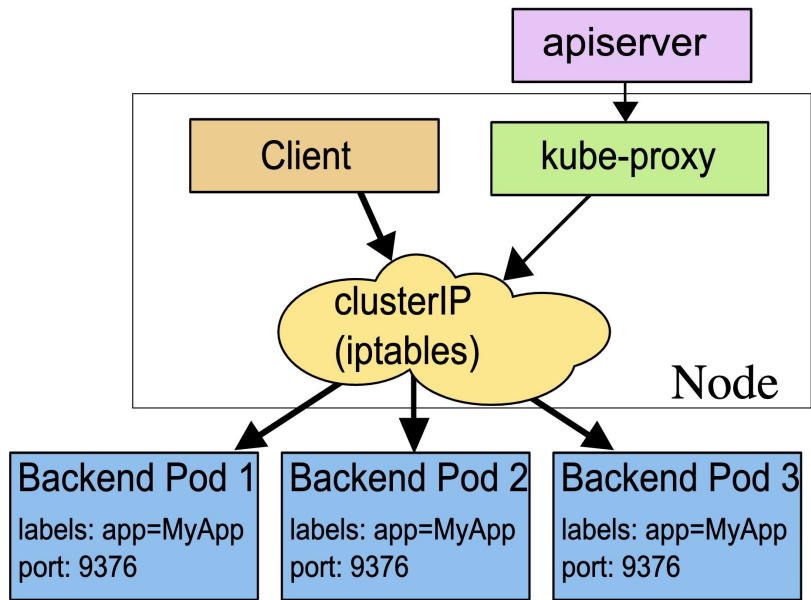 apiserver
Client
kube-proxy
clusterIP
(iptables)
Node
Backend Pod 1
labels: app=MyApp
port: 9376
Backend Pod 2
labels: app=MyApp
port: 9376
Backend Pod 3
labels: app=MyApp
port: 9376